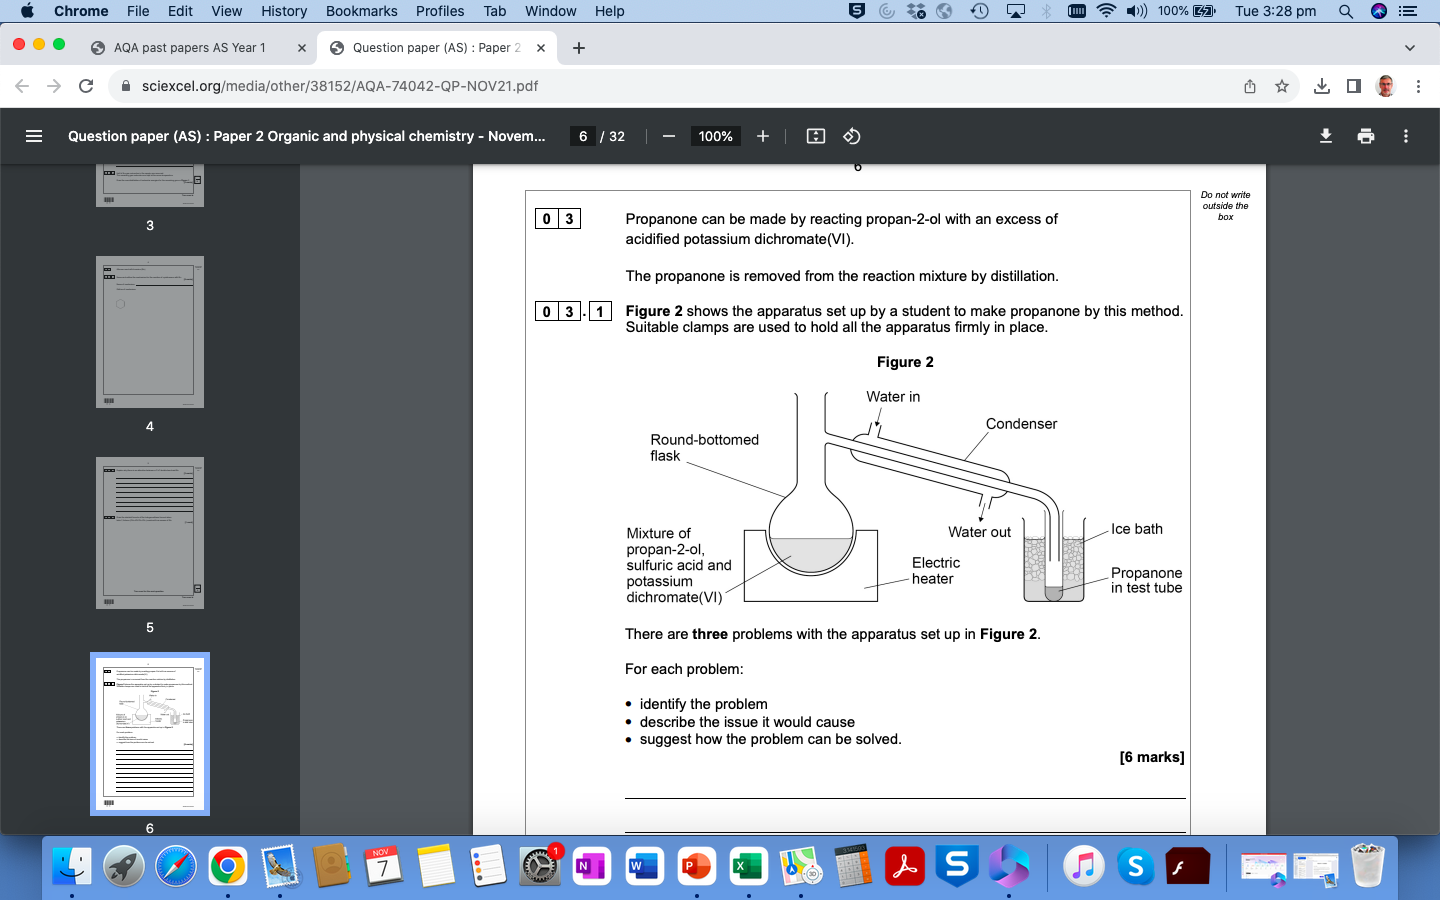 Chrome File Edit View History Bookmarks Profiles Tab Window Help 100% Tue 3:28 pm
AQA past papers AS Year 1
Question paper (AS) : Paper 2
sciexcel.org/media/other/38152/AQA-74042-QP-NOV21.pdf
Question paper (AS) : Paper 2 Organic and physical chemistry - Novem... 6 / 32 100%
3
4
5
6
6
Do not write
outside the
box
0 3 Propanone can be made by reacting propan-2-ol with an excess of
acidified potassium dichromate(VI).
The propanone is removed from the reaction mixture by distillation.
0 3 . 1 Figure 2 shows the apparatus set up by a student to make propanone by this method.
Suitable clamps are used to hold all the apparatus firmly in place.
Figure 2
Water in
Condenser
Round-bottomed
flask
Mixture of
propan-2-ol,
sulfuric acid and
potassium
dichromate(VI)
Water out
Electric
heater
Ice bath
Propanone
in test tube
There are three problems with the apparatus set up in Figure 2.
For each problem:
• identify the problem
• describe the issue it would cause
• suggest how the problem can be solved.
[6 marks]
NOV
7
1
N
W
P
X
3D
S
S
f